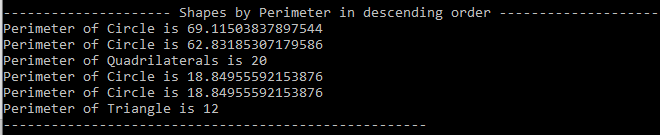 -------------------- Shapes by Perimeter in descending order --------------------
Perimeter of Circle is 69.11503837897544
Perimeter of Circle is 62.83185307179586
Perimeter of Quadrilaterals is 20
Perimeter of Circle is 18.84955592153876
Perimeter of Circle is 18.84955592153876
Perimeter of Triangle is 12
----------------------------------------------------